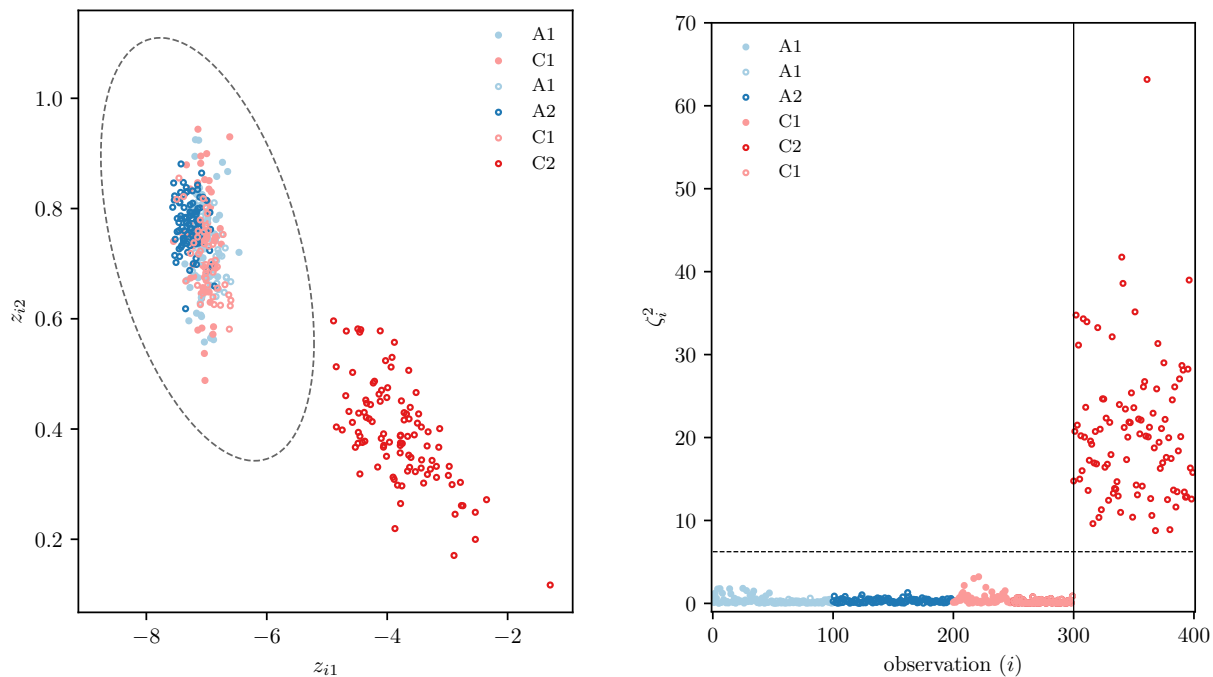 A1
C1
A1
A2
C1
C2
1.0
0.8
0.6
0.4
0.2
z_{i2}
−8
−6
−4
−2
z_{i1}
A1
A1
A2
C1
C2
C1
70
60
50
40
30
20
10
0
ζ_i^2
0
100
200
300
400
observation (i)